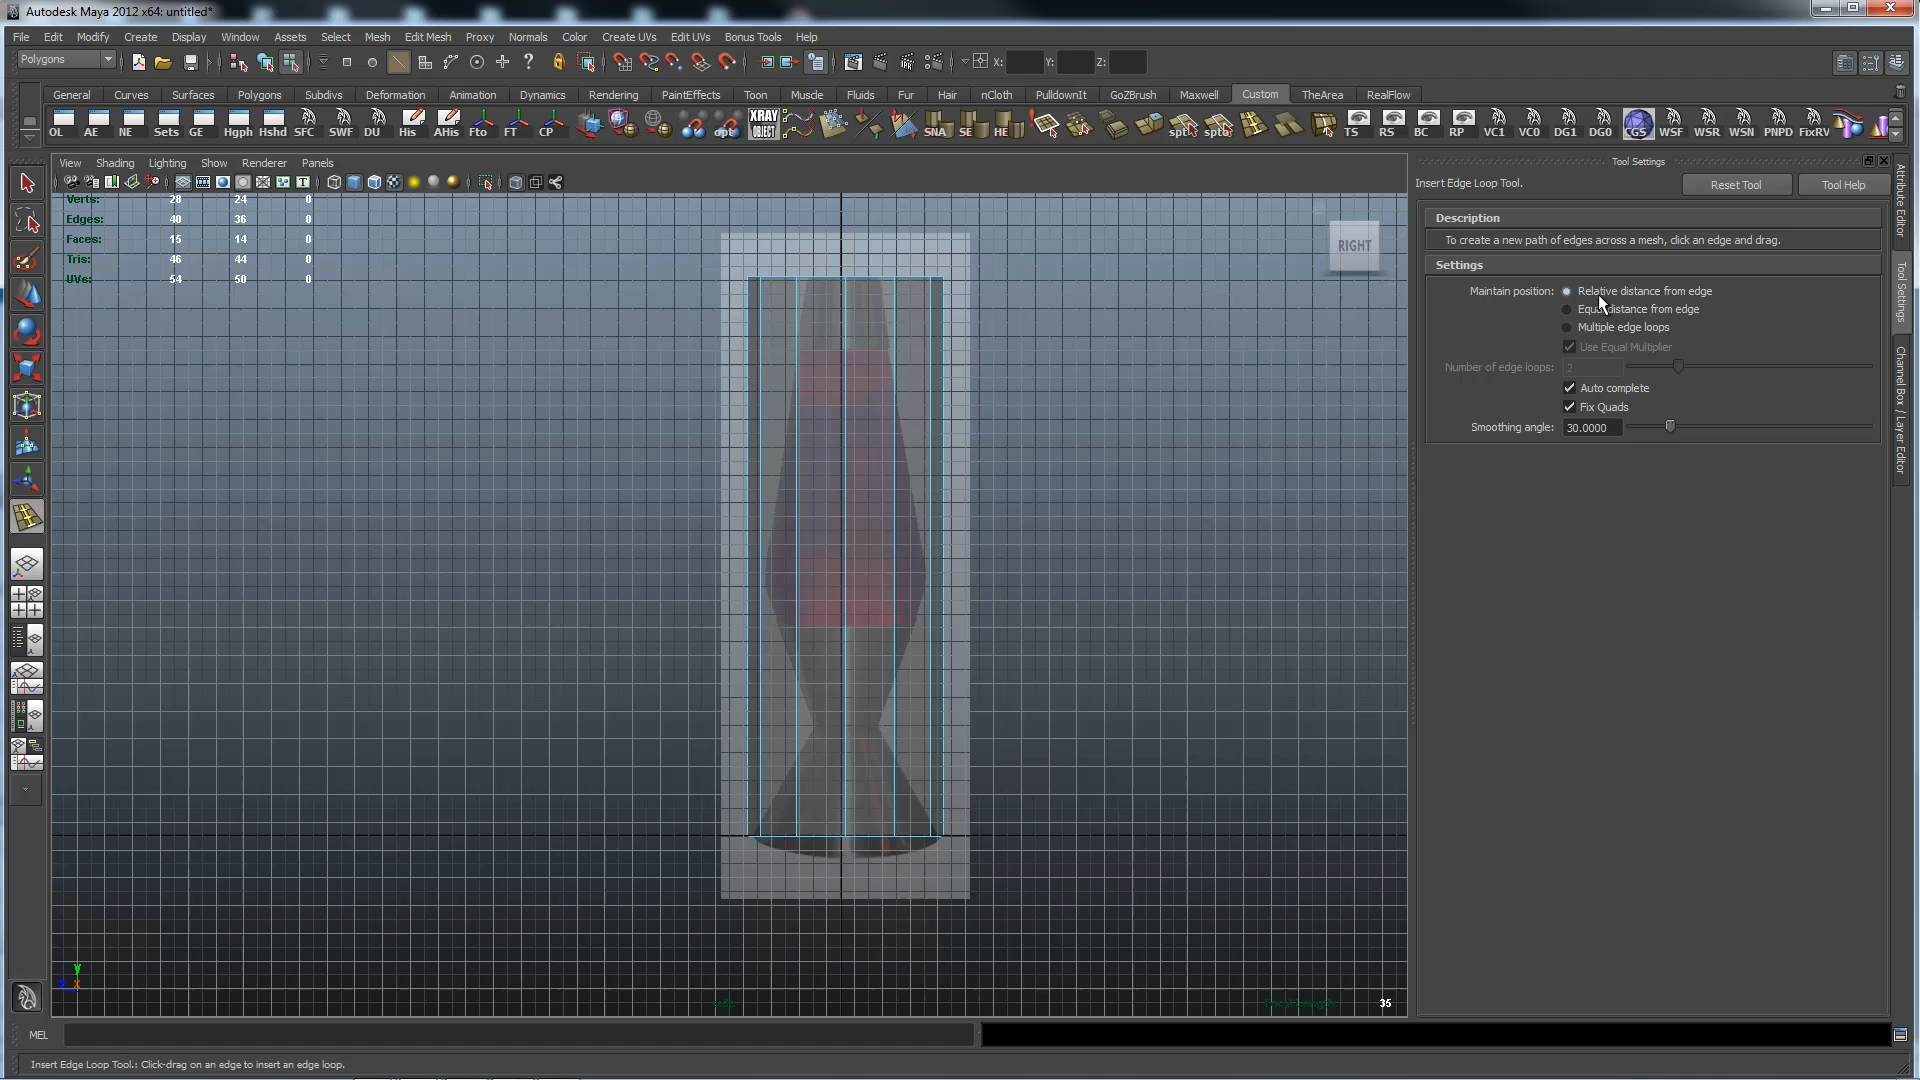 Autodesk Maya 2012 x64: untitled*
File Edit Modify Create Display Window Assets Select Mesh Edit Mesh Proxy Normals Color Create UVs Edit UVs Bonus Tools Help
Polygons X: Y: Z:
General Curves Surfaces Polygons Subdivs Deformation Animation Dynamics Rendering PaintEffects Toon Muscle Fluids Fur Hair nCloth PulldownIt GoZBrush Maxwell Custom TheArea RealFlow
XRAY OBJECT
OL AE NE Sets GE Hgph Hshd SFC SWF DU His AHis Fto FT CP opt SNA SE HE spt sptb TS RS BC RP VC1 VC0 DG1 DG0 CGS WSF WSR WSN PNPD FixRV
View Shading Lighting Show Renderer Panels
Tool Settings
Insert Edge Loop Tool. Reset Tool Tool Help
Verts: 28 24 0
Edges: 40 36 0
Faces: 15 14 0
Tris: 46 44 0
UVs: 54 50 0
RIGHT
Description
To create a new path of edges across a mesh, click an edge and drag.
Settings
Maintain position: Relative distance from edge
Equal distance from edge
Multiple edge loops
Use Equal Multiplier
Number of edge loops: 2
Auto complete
Fix Quads
Smoothing angle: 30.0000
Attribute Editor
Tool Settings
Channel Box / Layer Editor
y
z x
35
MEL
Insert Edge Loop Tool.: Click-drag on an edge to insert an edge loop.